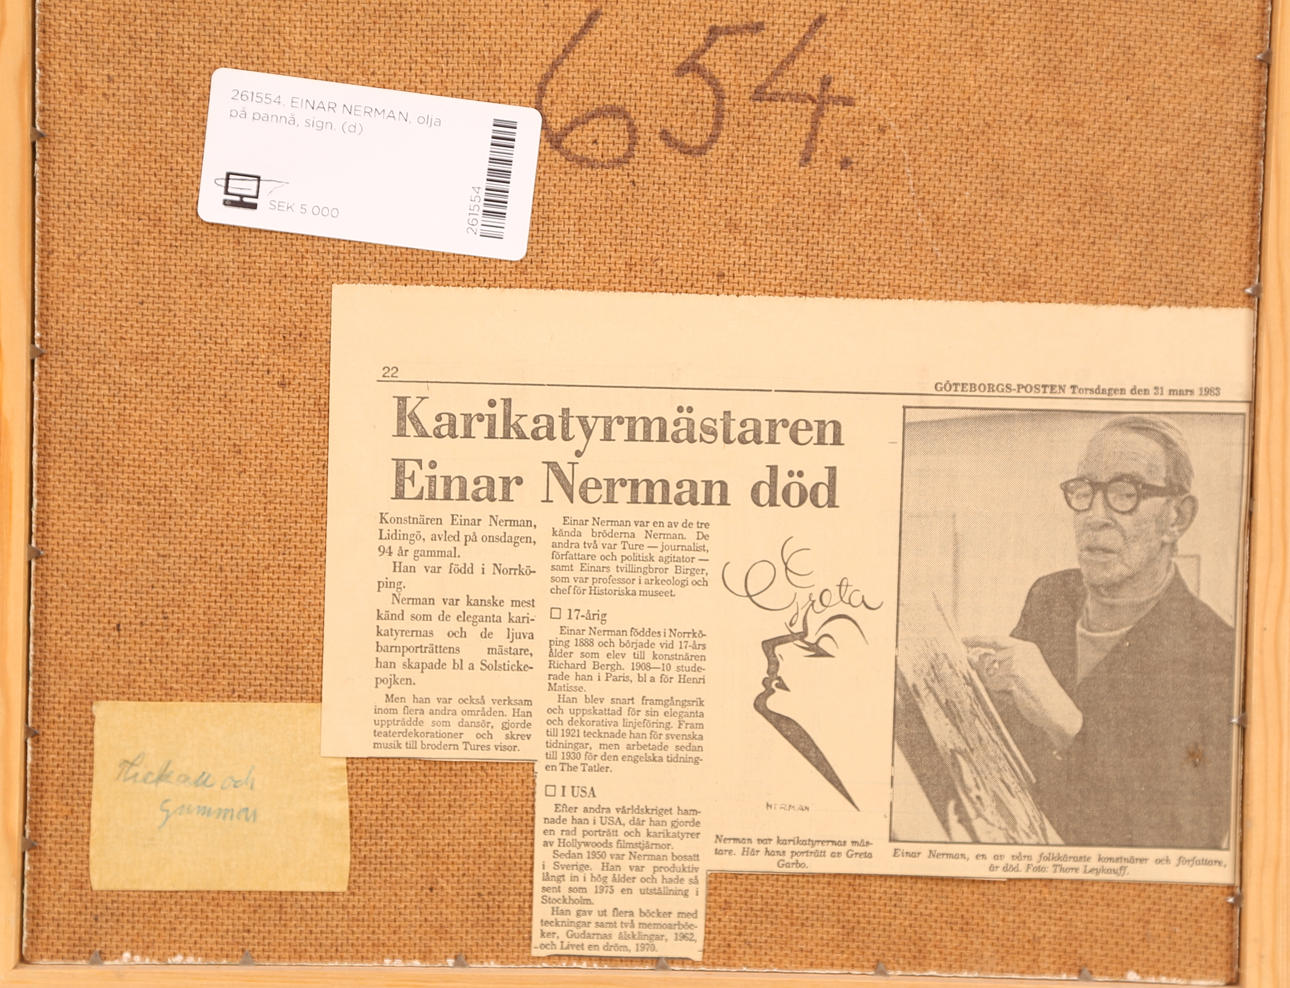 654.
261554. EINAR NERMAN, olja
på pannå, sign. (d)
SEK 5 000
261554
22
GÖTEBORGS-POSTEN Torsdagen den 31 mars 1983
Karikatyrmästaren
Einar Nerman död
Konstnären Einar Nerman,
Lidingö, avled på onsdagen,
94 år gammal.
Han var född i Norrkö-
ping.
Nerman var kanske mest
känd som de eleganta kari-
katyrernas och de ljuva
barnporträttens mästare,
han skapade bl a Solsticke-
pojken.
Men han var också verksam
inom flera andra områden. Han
uppträdde som dansör, gjorde
teaterdekorationer och skrev
musik till brodern Tures visor.
Einar Nerman var en av de tre
kända bröderna Nerman. De
andra två var Ture — journalist,
författare och politisk agitator —
samt Einars tvillingbror Birger,
som var professor i arkeologi och
chef för Historiska museet.
□ 17-årig
Einar Nerman föddes i Norrkö-
ping 1888 och började vid 17-års
ålder som elev till konstnären
Richard Bergh. 1908—10 stude-
rade han i Paris, bl a för Henri
Matisse.
Han blev snart framgångsrik
och uppskattad för sin eleganta
och dekorativa linjeföring. Fram
till 1921 tecknade han för svenska
tidningar, men arbetade sedan
till 1930 för den engelska tidning-
en The Tatler.
□ I USA
Efter andra världskriget ham-
nade han i USA, där han gjorde
en rad porträtt och karikatyrer
av Hollywoods filmstjärnor.
Sedan 1950 var Nerman bosatt
i Sverige. Han var produktiv
långt in i hög ålder och hade så
sent som 1975 en utställning i
Stockholm.
Han gav ut flera böcker med
teckningar samt två memoarböc-
ker, Gudarnas älsklingar, 1962,
och Livet en dröm, 1970.
Greta
NERMAN
Nerman var karikatyrernas mäs-
tare. Här hans porträtt av Greta
Garbo.
Einar Nerman, en av våra folkkäraste konstnärer och författare,
är död. Foto: Thore Leykauff.
Flickan och
Gumman